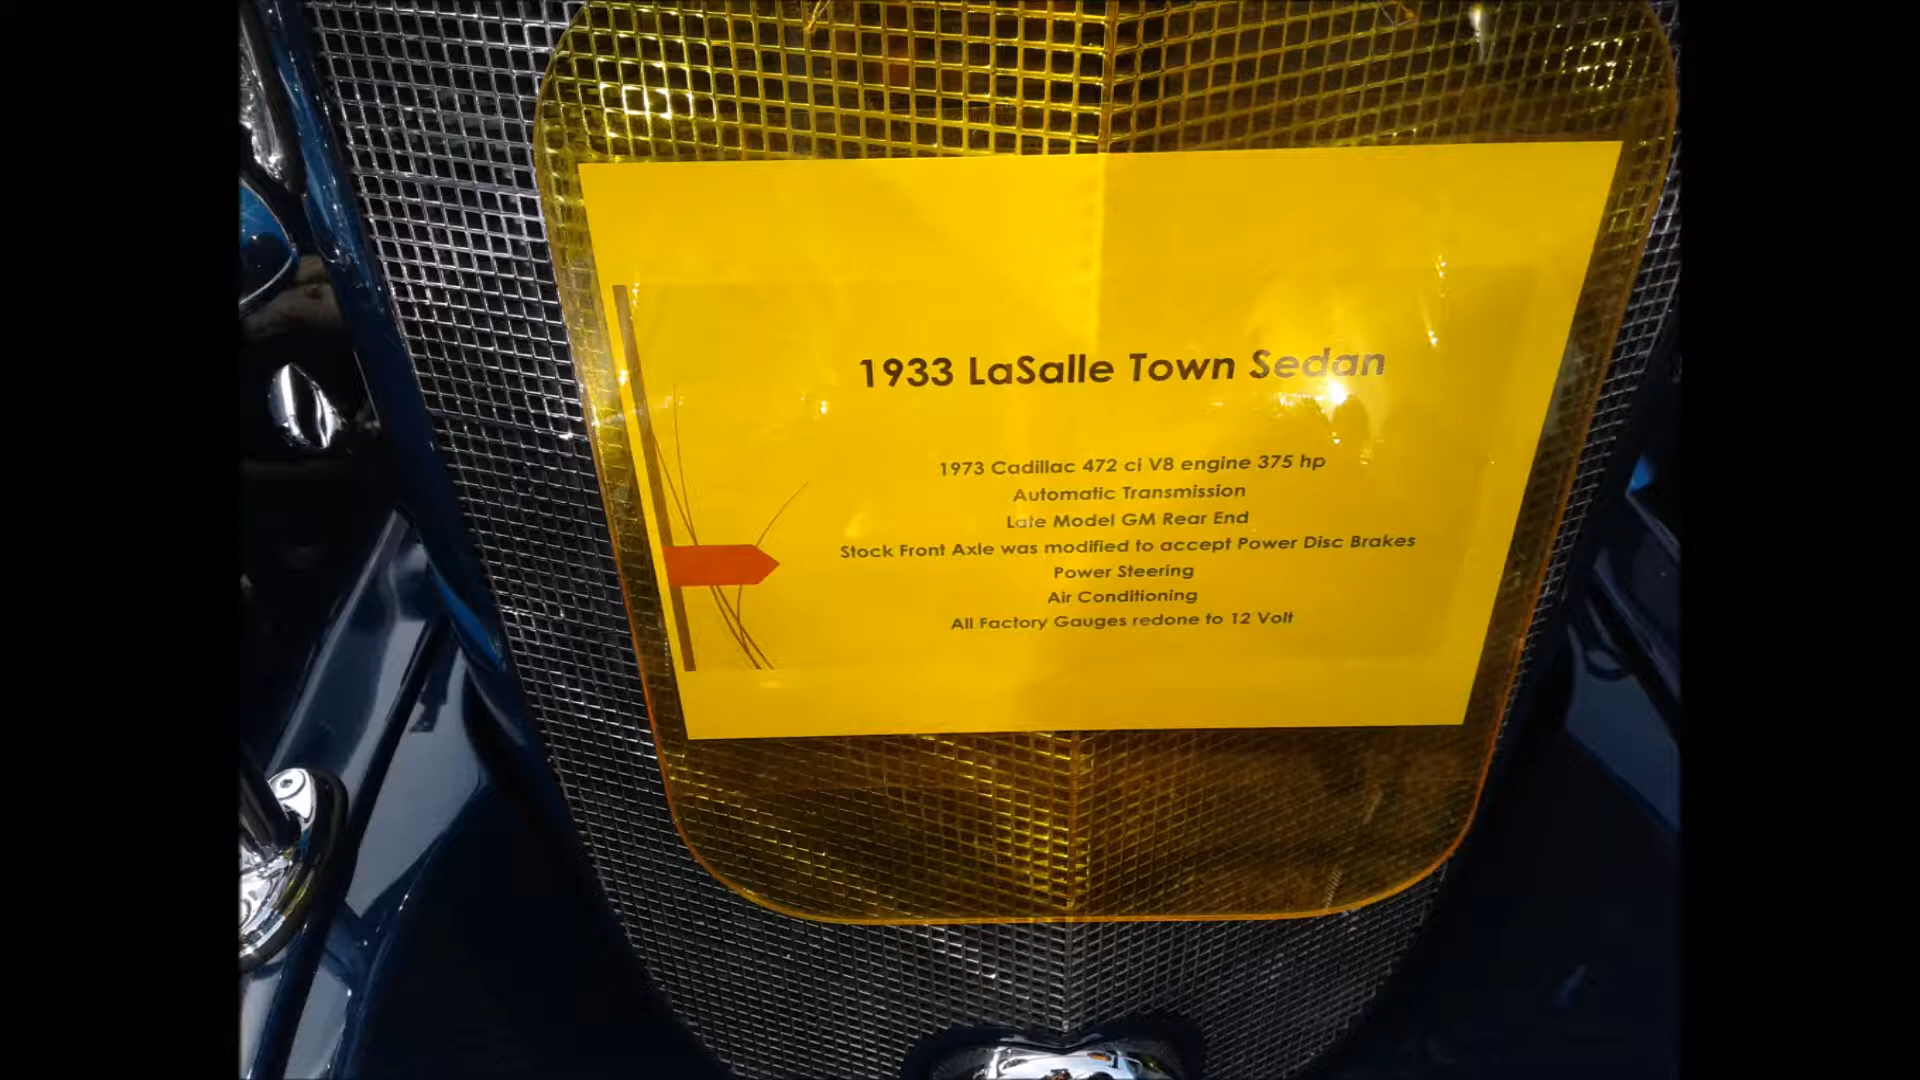 1933 LaSalle Town Sedan
1973 Cadillac 472 ci V8 engine 375 hp
Automatic Transmission
Late Model GM Rear End
Stock Front Axle was modified to accept Power Disc Brakes
Power Steering
Air Conditioning
All Factory Gauges redone to 12 Volt